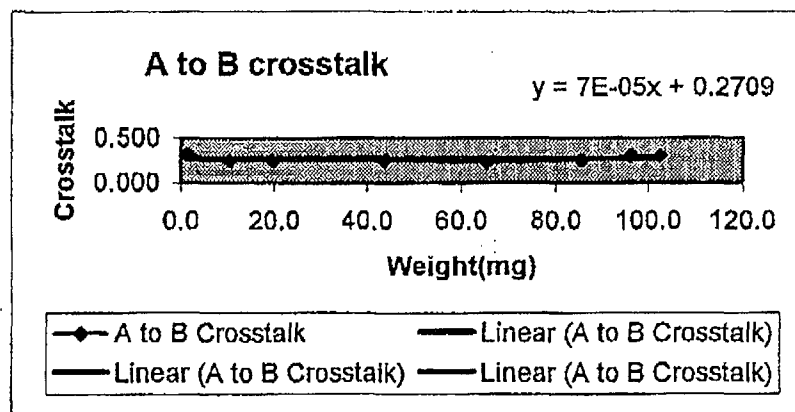 A to B crosstalk
y = 7E-05x + 0.2709
Crosstalk
0.500
0.000
0.0 20.0 40.0 60.0 80.0 100.0 120.0
Weight(mg)
A to B Crosstalk Linear (A to B Crosstalk)
Linear (A to B Crosstalk) Linear (A to B Crosstalk)